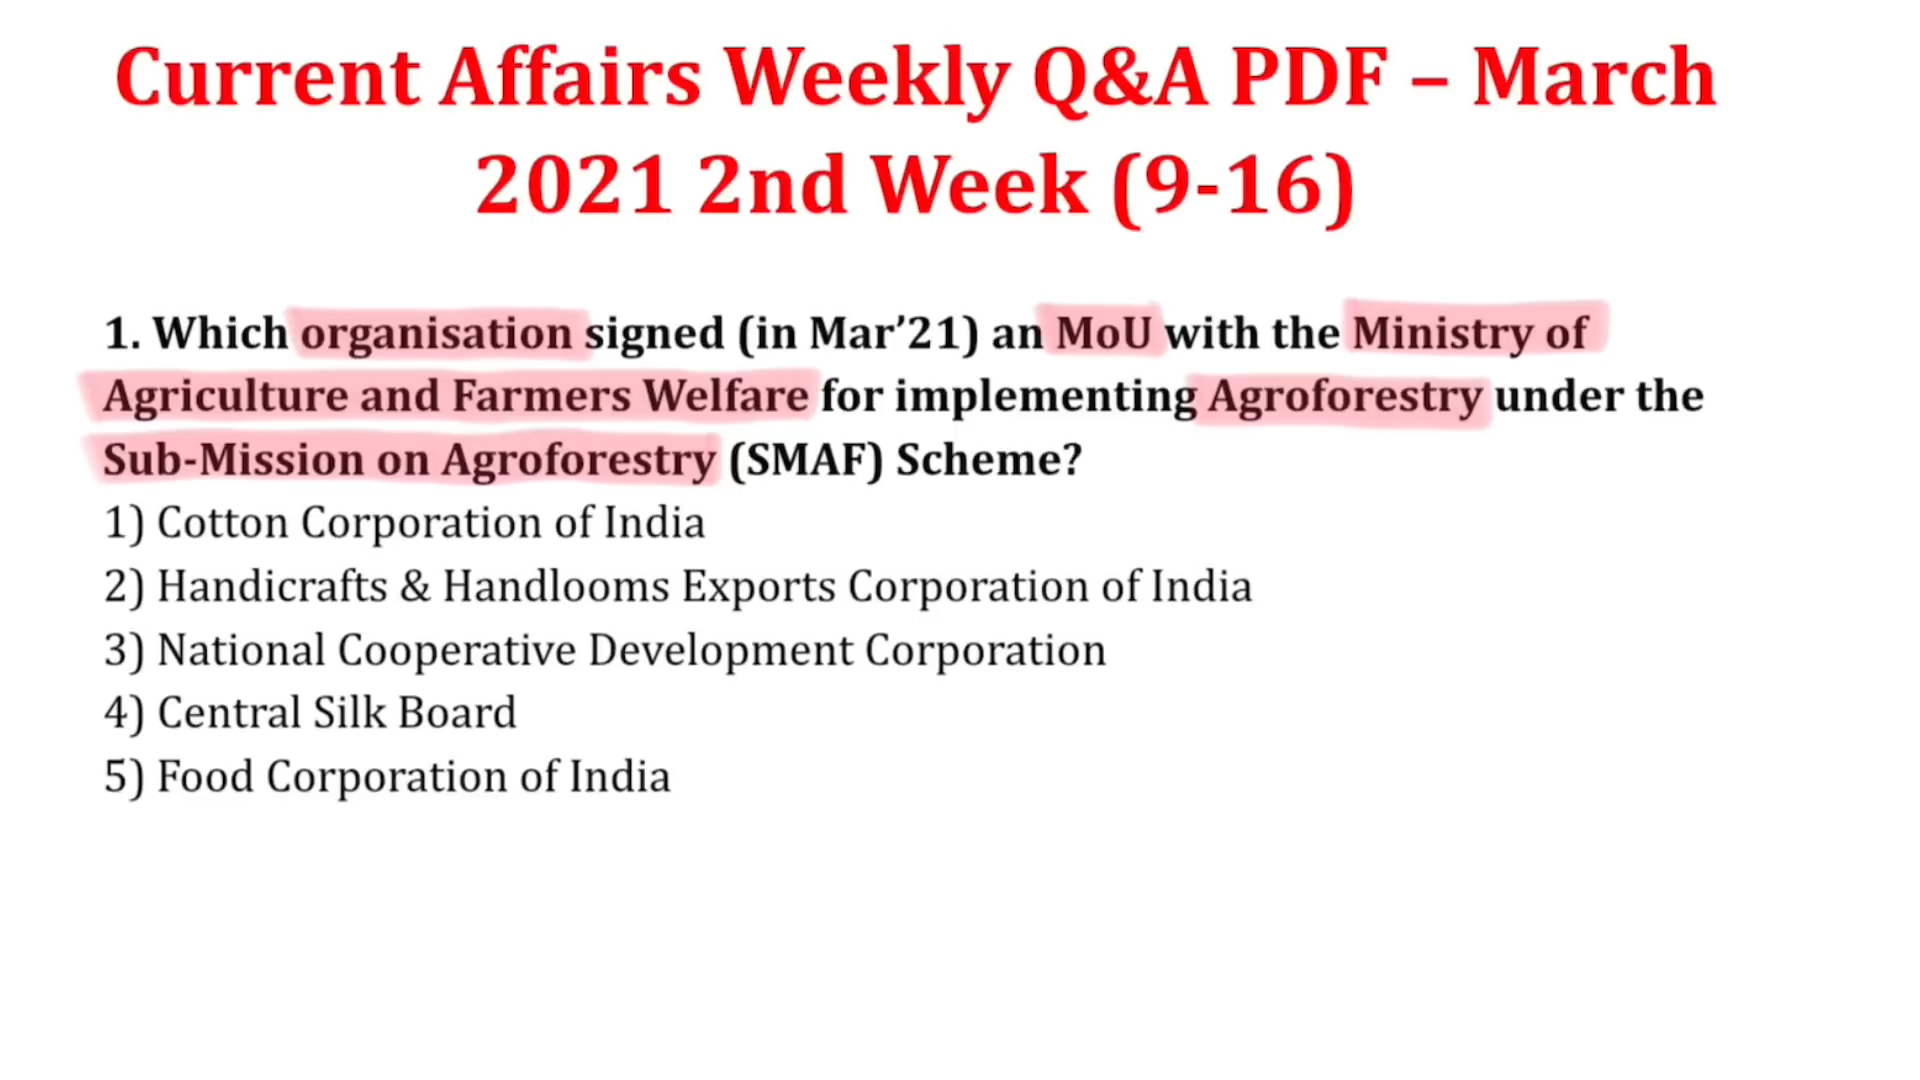 Current Affairs Weekly Q&A PDF – March
2021 2nd Week (9-16)
1. Which organisation signed (in Mar’21) an MoU with the Ministry of
Agriculture and Farmers Welfare for implementing Agroforestry under the
Sub-Mission on Agroforestry (SMAF) Scheme?
1) Cotton Corporation of India
2) Handicrafts & Handlooms Exports Corporation of India
3) National Cooperative Development Corporation
4) Central Silk Board
5) Food Corporation of India